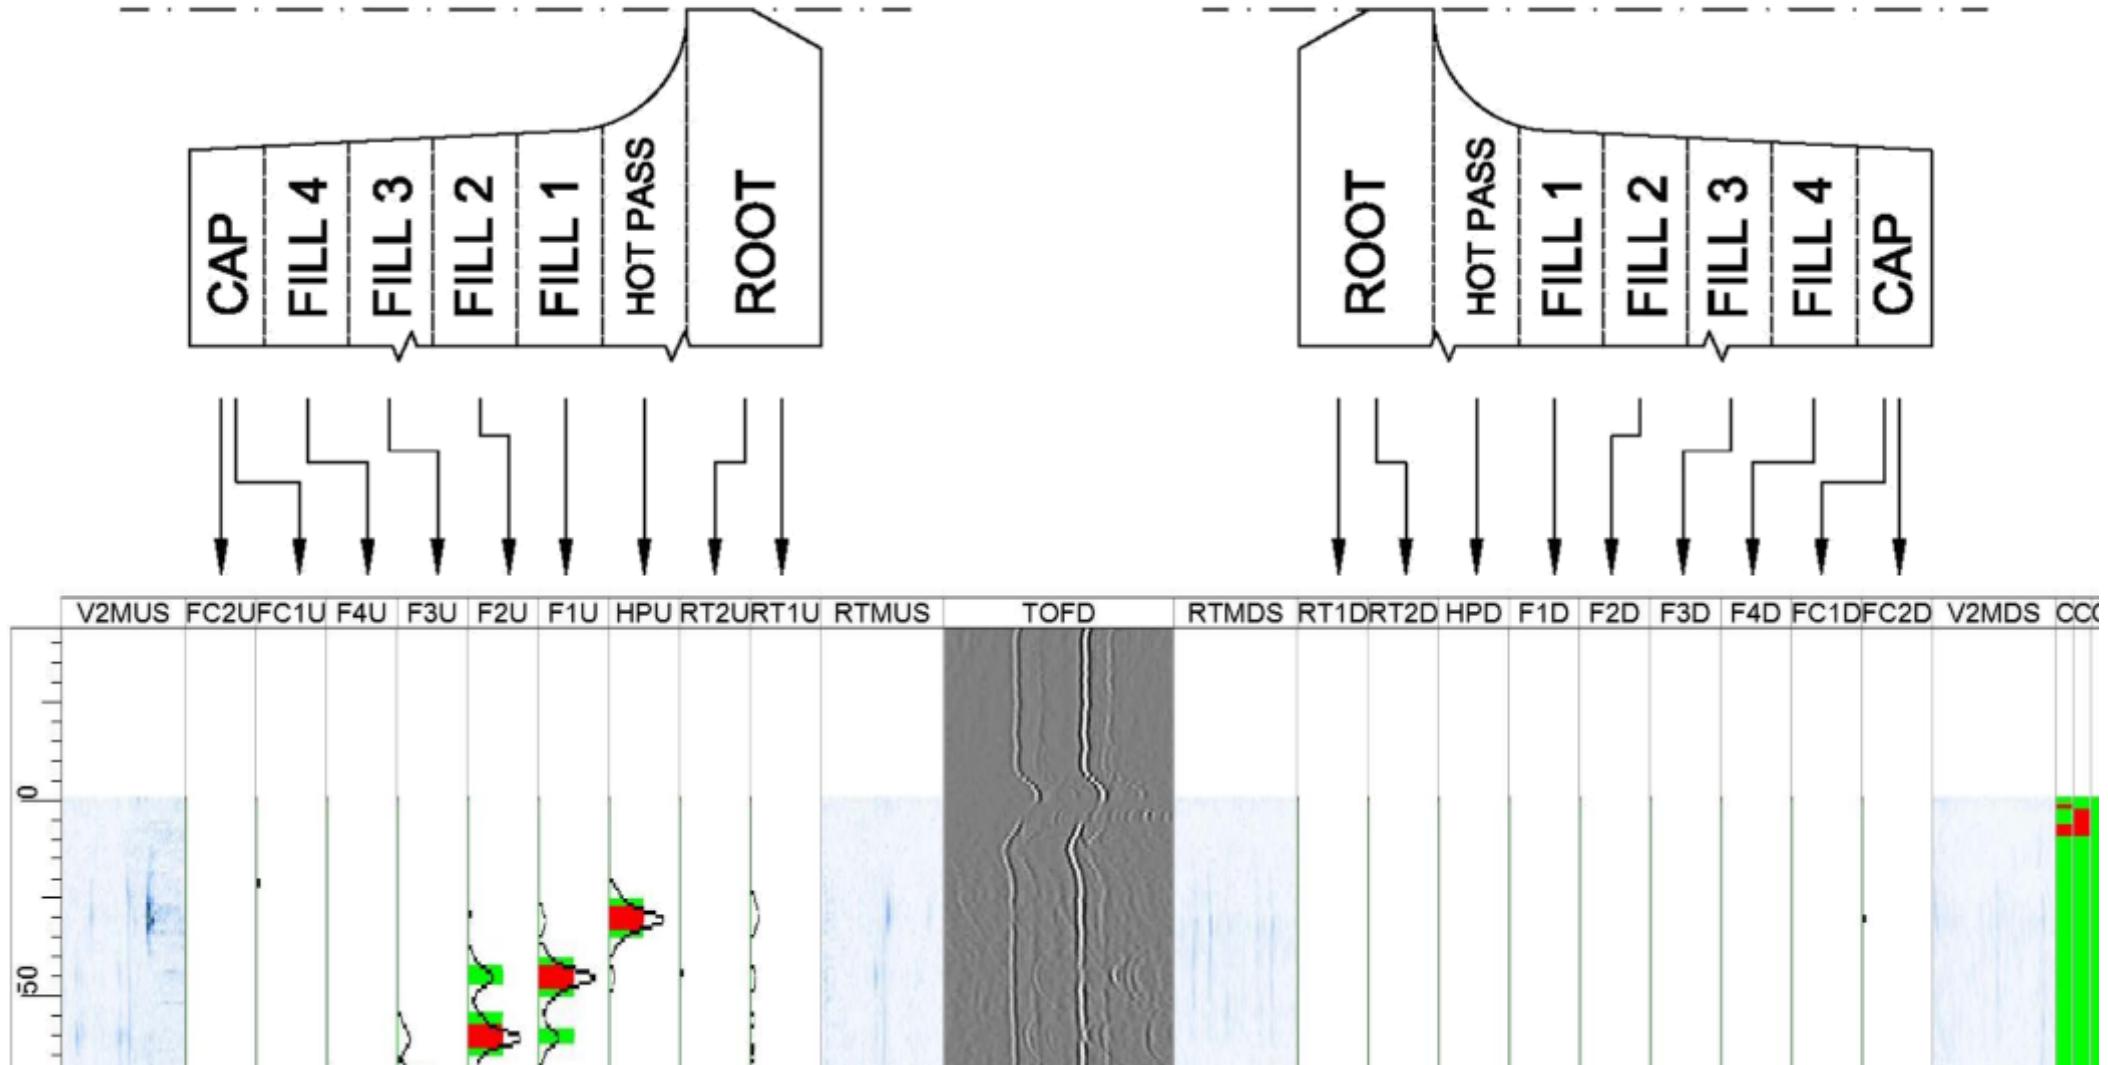 CAP
FILL 4
FILL 3
FILL 2
FILL 1
HOT PASS
ROOT
ROOT
HOT PASS
FILL 1
FILL 2
FILL 3
FILL 4
CAP
V2MUS FC2U FC1U F4U F3U F2U F1U HPU RT2U RT1U RTMUS TOFD RTMDS RT1D RT2D HPD F1D F2D F3D F4D FC1D FC2D V2MDS
0
50